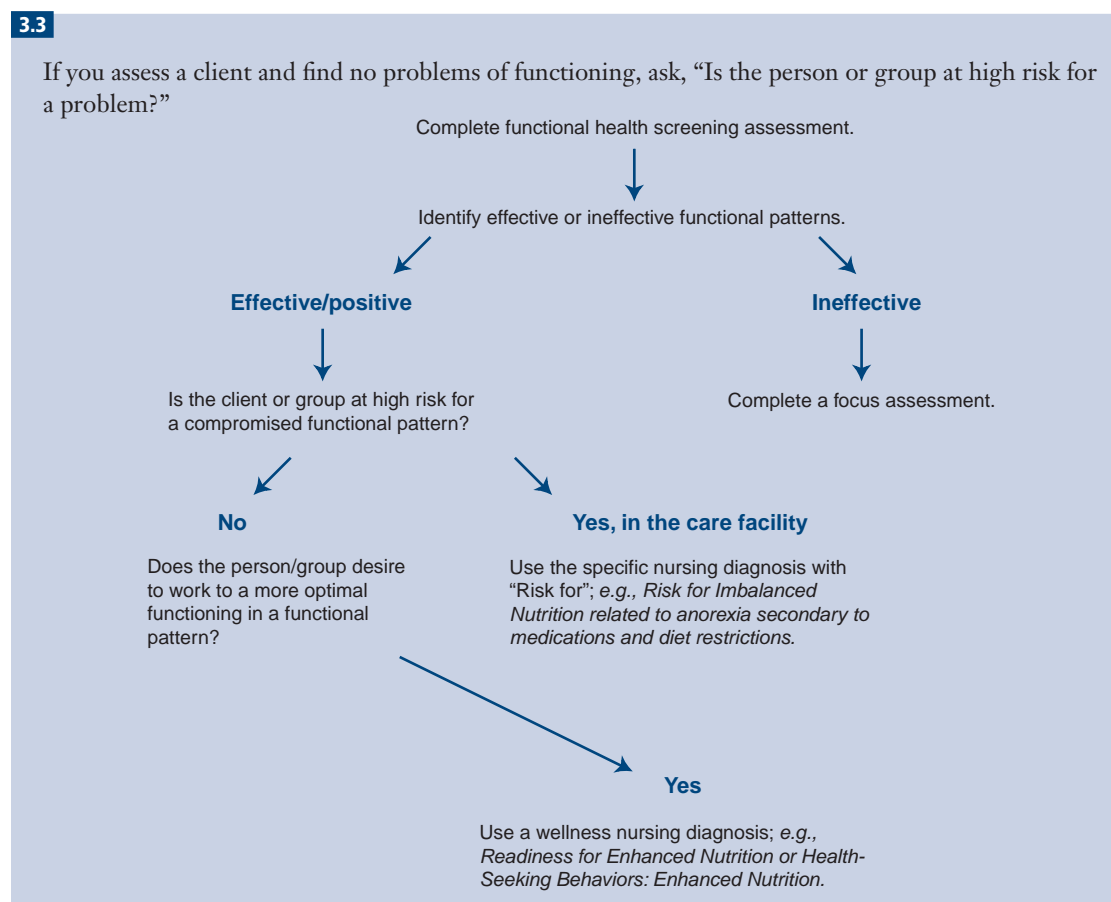 3.3
If you assess a client and find no problems of functioning, ask, “Is the person or group at high risk for
a problem?”
Complete functional health screening assessment.
Identify effective or ineffective functional patterns.
Effective/positive
Ineffective
Is the client or group at high risk for
a compromised functional pattern?
Complete a focus assessment.
No
Yes, in the care facility
Does the person/group desire
to work to a more optimal
functioning in a functional
pattern?
Use the specific nursing diagnosis with
“Risk for”; e.g., Risk for Imbalanced
Nutrition related to anorexia secondary to
medications and diet restrictions.
Yes
Use a wellness nursing diagnosis; e.g.,
Readiness for Enhanced Nutrition or Health-
Seeking Behaviors: Enhanced Nutrition.